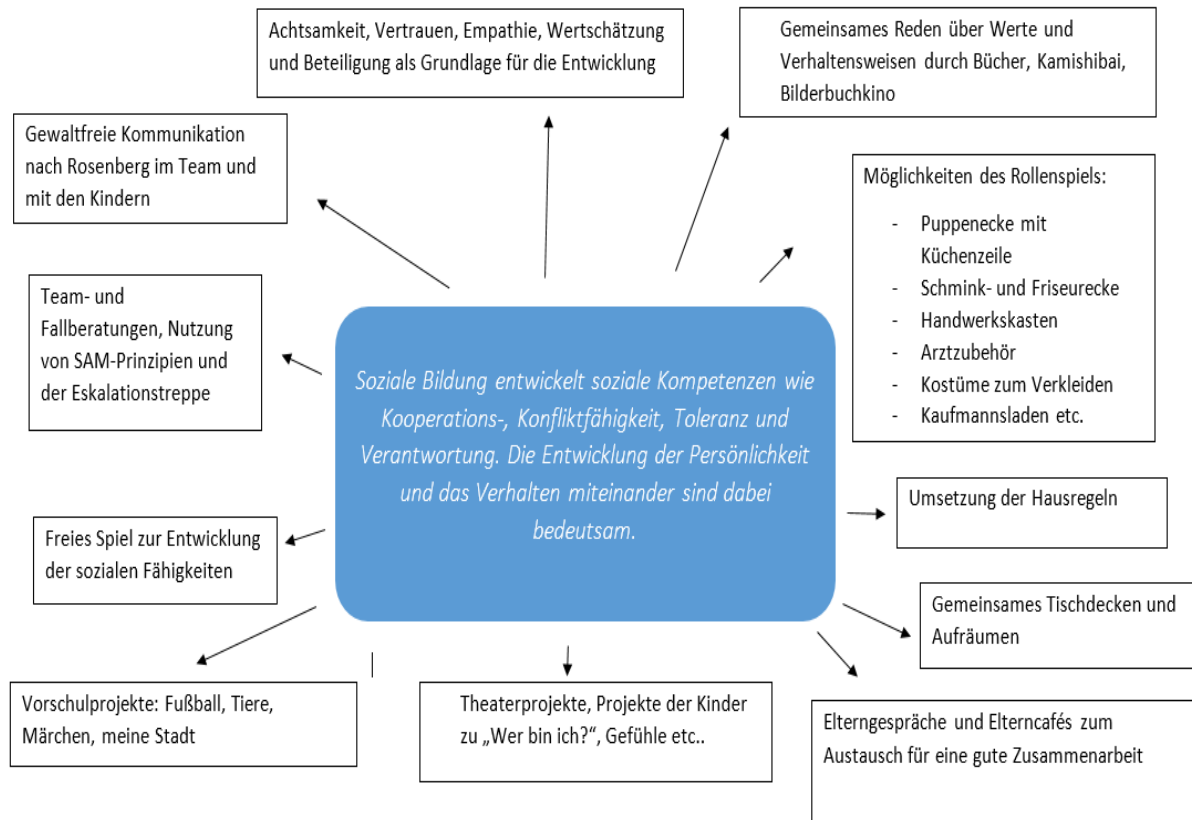 Achtsamkeit, Vertrauen, Empathie, Wertschätzung
und Beteiligung als Grundlage für die Entwicklung
Gemeinsames Reden über Werte und
Verhaltensweisen durch Bücher, Kamishibai,
Bilderbuchkino
Gewaltfreie Kommunikation
nach Rosenberg im Team und
mit den Kindern
Möglichkeiten des Rollenspiels:
- Puppenecke mit
Küchenzeile
- Schmink- und Friseurecke
- Handwerkskasten
- Arztzubehör
- Kostüme zum Verkleiden
- Kaufmannsladen etc.
Team- und
Fallberatungen, Nutzung
von SAM-Prinzipien und
der Eskalationstreppe
Soziale Bildung entwickelt soziale Kompetenzen wie
Kooperations-, Konfliktfähigkeit, Toleranz und
Verantwortung. Die Entwicklung der Persönlichkeit
und das Verhalten miteinander sind dabei
bedeutsam.
Umsetzung der Hausregeln
Freies Spiel zur Entwicklung
der sozialen Fähigkeiten
Gemeinsames Tischdecken und
Aufräumen
Vorschulprojekte: Fußball, Tiere,
Märchen, meine Stadt
Theaterprojekte, Projekte der Kinder
zu „Wer bin ich?“, Gefühle etc..
Elterngespräche und Elterncafés zum
Austausch für eine gute Zusammenarbeit